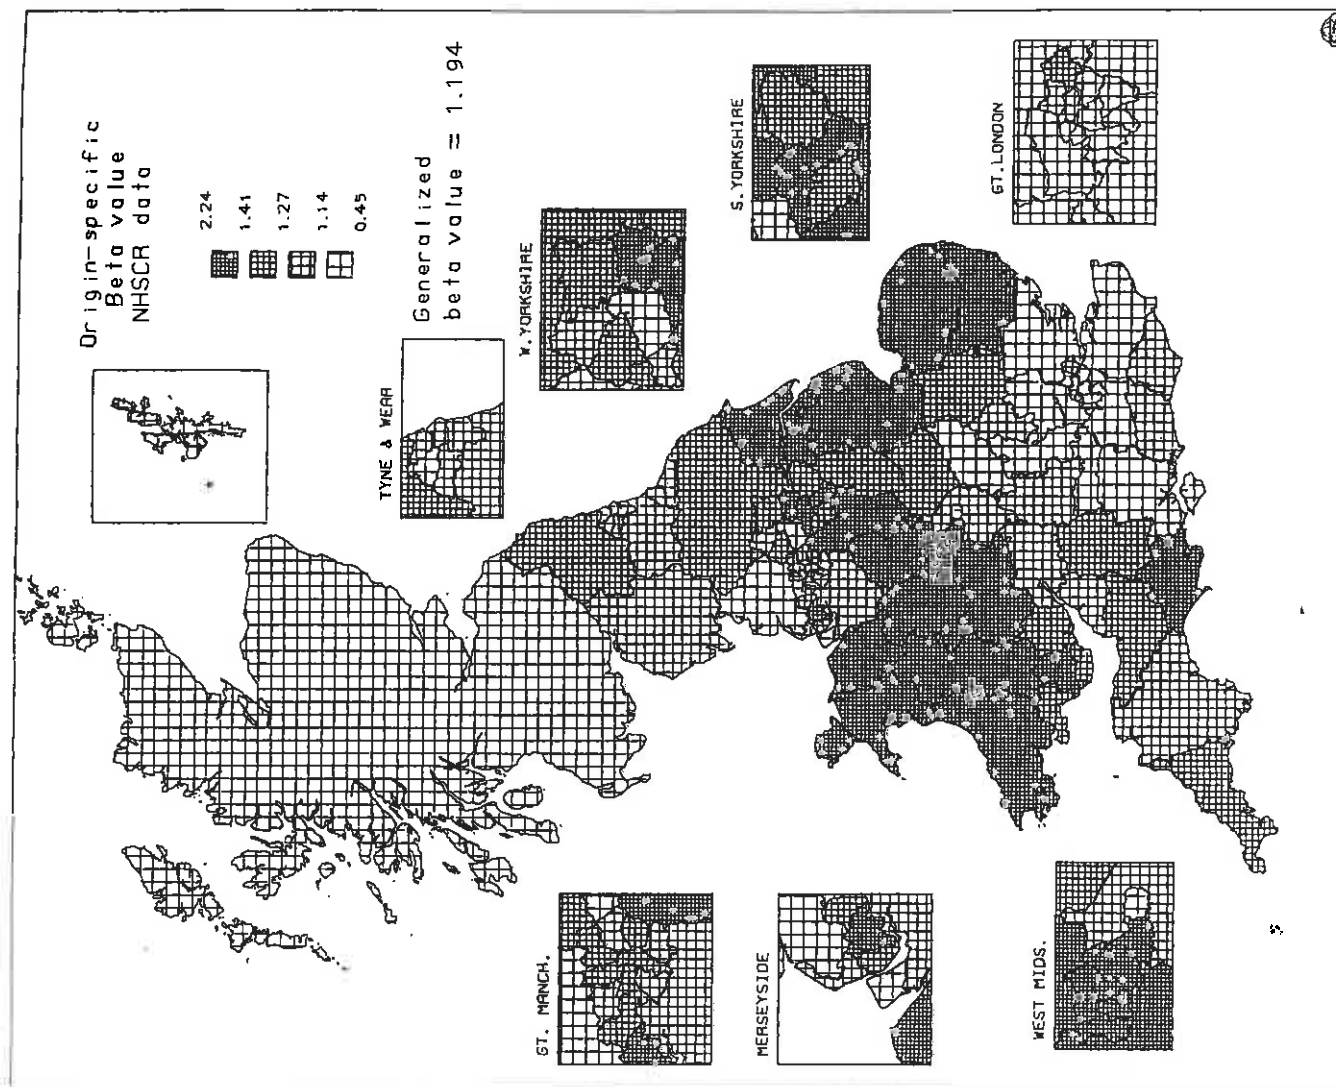 Origin-specific
Beta value
NHSCR data
2.24
1.41
1.27
1.14
0.45
Generalized
beta value = 1.194
TYNE & WEAR
W.YORKSHIRE
S.YORKSHIRE
GT.LONDON
GT. MANCH.
MERSEYSIDE
WEST MIDS.